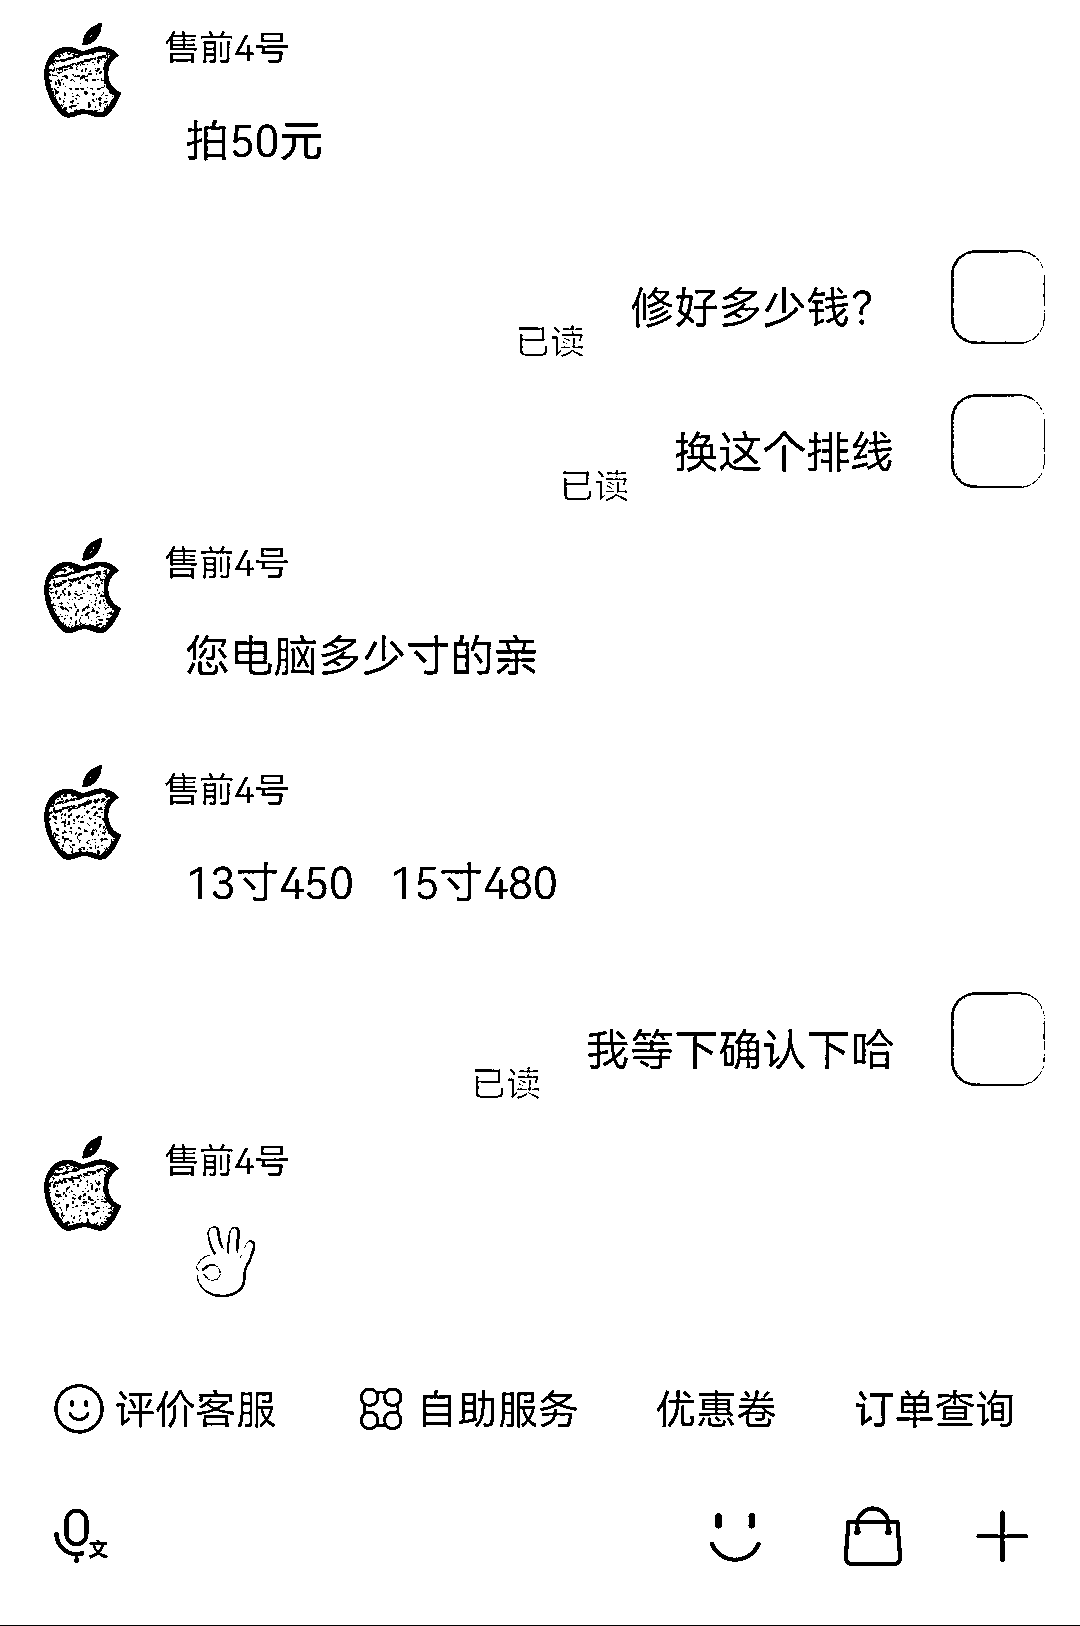 售前4号
拍50元
修好多少钱?
已读
换这个排线
已读
售前4号
您电脑多少寸的亲
售前4号
13寸450 15寸480
我等下确认下哈
已读
售前4号
评价客服 自助服务 优惠卷 订单查询
文